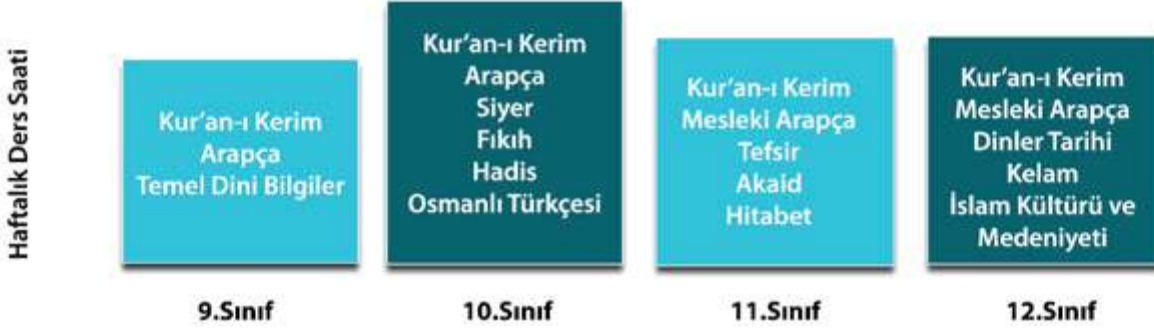 Haftalık Ders Saati
Kur'an-ı Kerim
Arapça
Temel Dini Bilgiler
9.Sınıf
Kur'an-ı Kerim
Arapça
Siyer
Fıkıh
Hadis
Osmanlı Türkçesi
10.Sınıf
Kur'an-ı Kerim
Mesleki Arapça
Tefsir
Akaid
Hitabet
11.Sınıf
Kur'an-ı Kerim
Mesleki Arapça
Dinler Tarihi
Kelam
İslam Kültürü ve
Medeniyeti
12.Sınıf